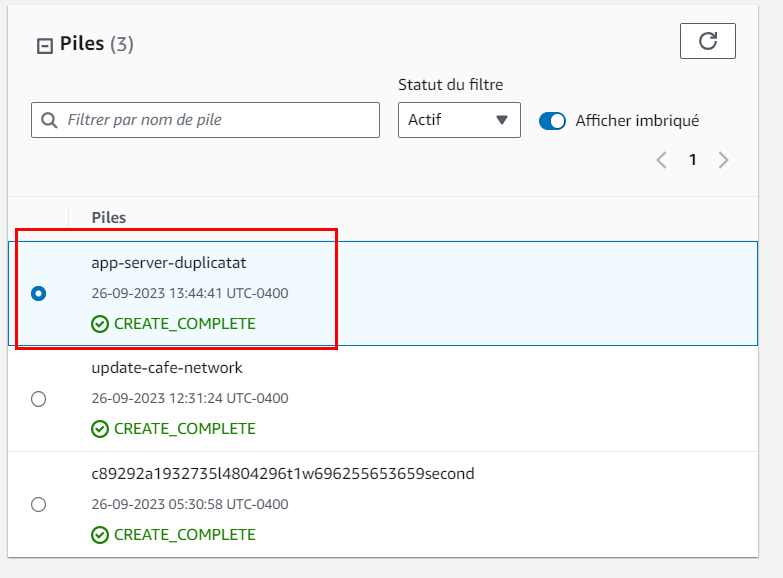 Piles (3)
Statut du filtre
Filtrer par nom de pile
Actif
Afficher imbriqué
1
Piles
app-server-duplicatat
26-09-2023 13:44:41 UTC-0400
CREATE_COMPLETE
update-cafe-network
26-09-2023 12:31:24 UTC-0400
CREATE_COMPLETE
c89292a1932735l4804296t1w696255653659second
26-09-2023 05:30:58 UTC-0400
CREATE_COMPLETE